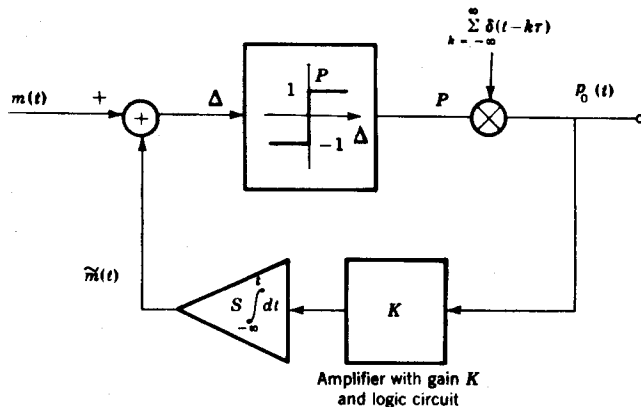 ∞
Σ δ(t−kτ)
k = −∞
m(t)
+
+
Δ
1
P
Δ
−1
P
p₀(t)
m̃(t)
S ∫ dt
t
−∞
K
Amplifier with gain K
and logic circuit